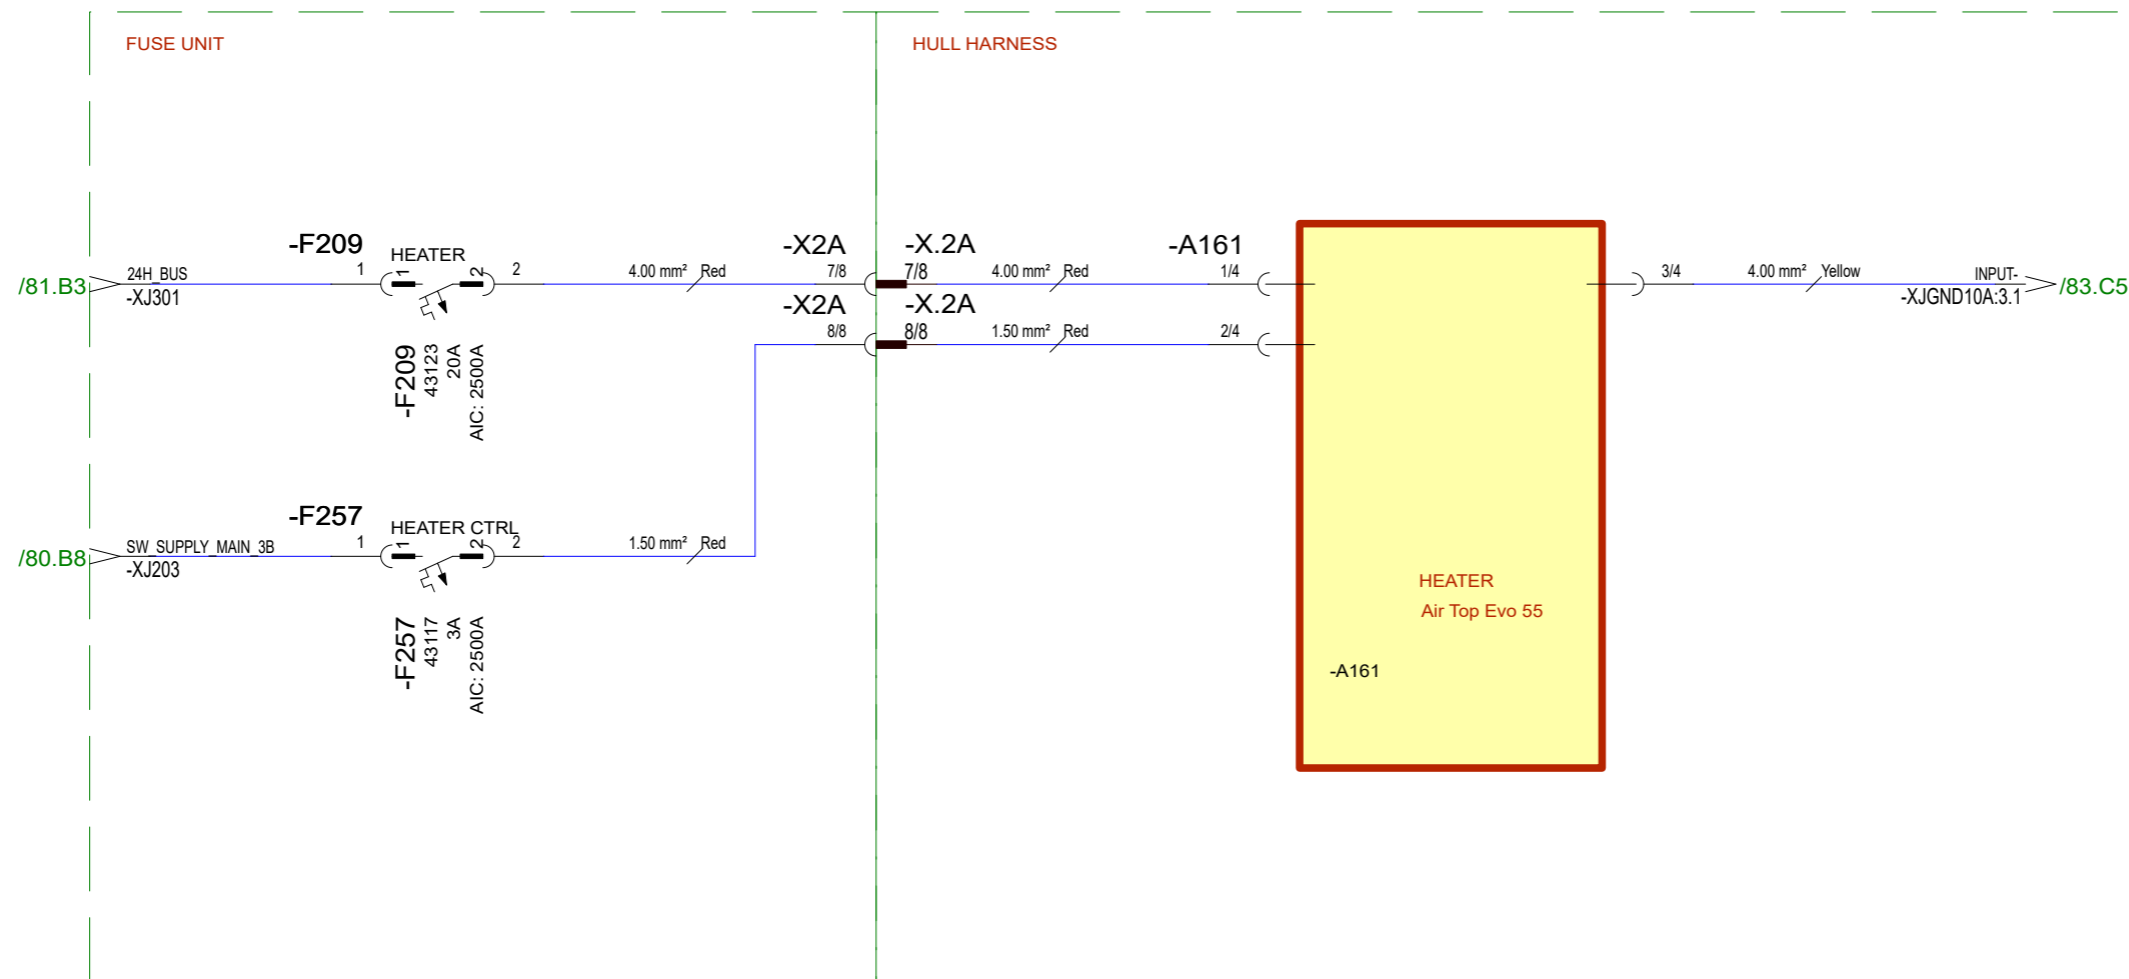 FUSE UNIT
HULL HARNESS
/81.B3
24H_BUS
-XJ301
-F209
HEATER
1
1
2
2
4.00 mm² Red
-X2A
7/8
-X.2A
7/8
4.00 mm² Red
-A161
1/4
3/4
4.00 mm² Yellow
INPUT-
-XJGND10A:3.1
/83.C5
-X2A
8/8
-X.2A
8/8
1.50 mm² Red
2/4
-F209
43123
20A
AIC: 2500A
/80.B8
SW_SUPPLY_MAIN_3B
-XJ203
-F257
HEATER CTRL
1
1
2
2
1.50 mm² Red
-F257
43117
3A
AIC: 2500A
HEATER
Air Top Evo 55
-A161